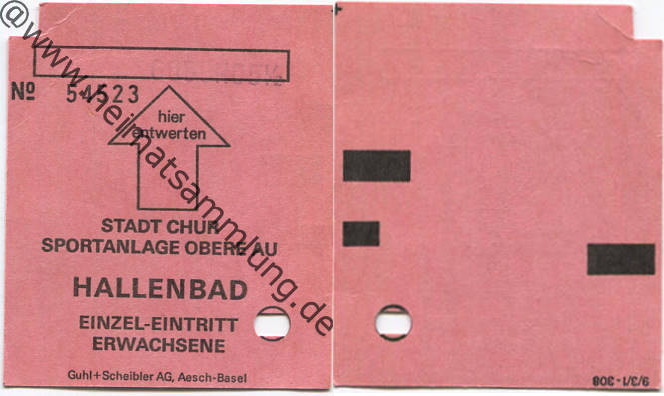 @www.heimatsammlung.de
Nº 54523
hier
entwerten
STADT CHUR
SPORTANLAGE OBERE AU
HALLENBAD
EINZEL-EINTRITT
ERWACHSENE
Guhl+Scheibler AG, Aesch-Basel
9/3/1-308